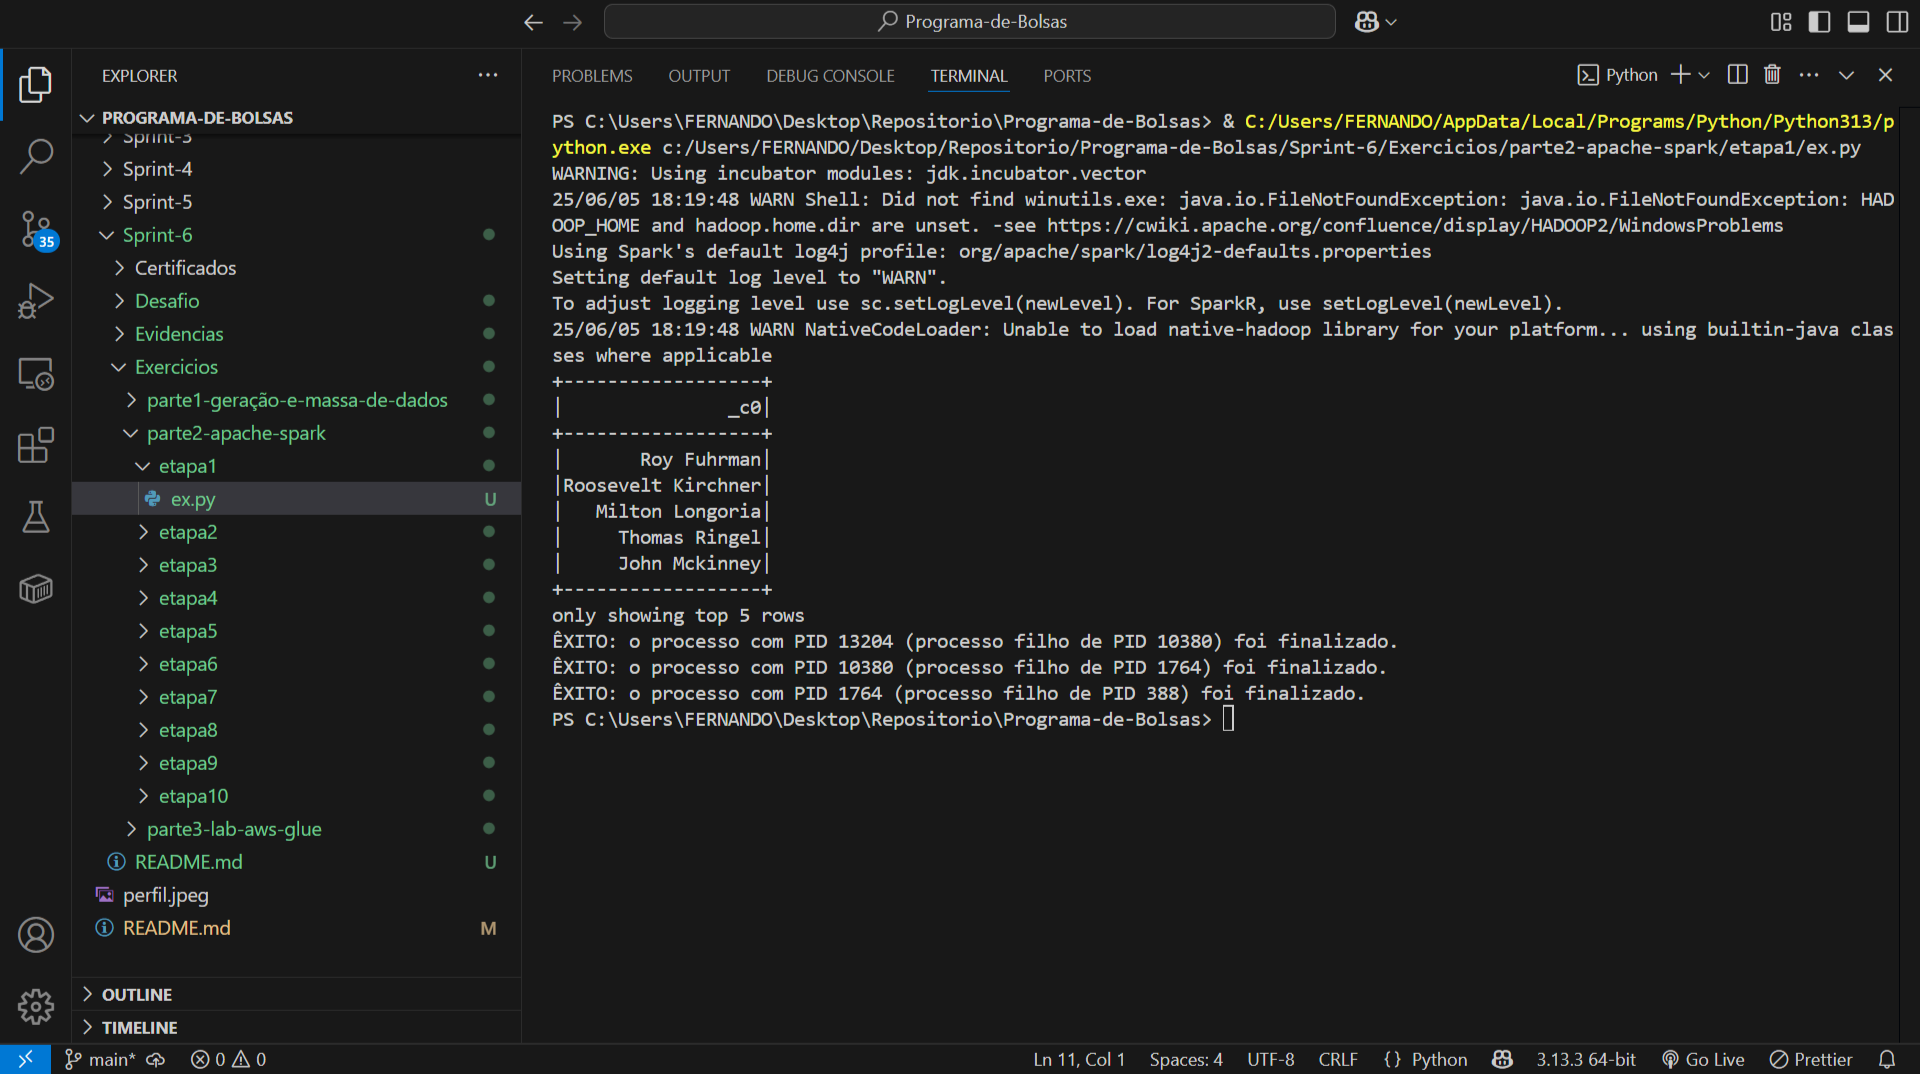 Programa-de-Bolsas
EXPLORER
PROGRAMA-DE-BOLSAS
Sprint-3
Sprint-4
Sprint-5
Sprint-6
Certificados
Desafio
Evidencias
Exercicios
parte1-geração-e-massa-de-dados
parte2-apache-spark
etapa1
ex.py U
etapa2
etapa3
etapa4
etapa5
etapa6
etapa7
etapa8
etapa9
etapa10
parte3-lab-aws-glue
README.md U
perfil.jpeg
README.md M
OUTLINE
TIMELINE
35
PROBLEMS OUTPUT DEBUG CONSOLE TERMINAL PORTS
Python
PS C:\Users\FERNANDO\Desktop\Repositorio\Programa-de-Bolsas> & C:/Users/FERNANDO/AppData/Local/Programs/Python/Python313/p
ython.exe c:/Users/FERNANDO/Desktop/Repositorio/Programa-de-Bolsas/Sprint-6/Exercicios/parte2-apache-spark/etapa1/ex.py
WARNING: Using incubator modules: jdk.incubator.vector
25/06/05 18:19:48 WARN Shell: Did not find winutils.exe: java.io.FileNotFoundException: java.io.FileNotFoundException: HAD
OOP_HOME and hadoop.home.dir are unset. -see https://cwiki.apache.org/confluence/display/HADOOP2/WindowsProblems
Using Spark's default log4j profile: org/apache/spark/log4j2-defaults.properties
Setting default log level to "WARN".
To adjust logging level use sc.setLogLevel(newLevel). For SparkR, use setLogLevel(newLevel).
25/06/05 18:19:48 WARN NativeCodeLoader: Unable to load native-hadoop library for your platform... using builtin-java clas
ses where applicable
+------------------+
|               _c0|
+------------------+
|       Roy Fuhrman|
|Roosevelt Kirchner|
|   Milton Longoria|
|     Thomas Ringel|
|     John Mckinney|
+------------------+
only showing top 5 rows
ÊXITO: o processo com PID 13204 (processo filho de PID 10380) foi finalizado.
ÊXITO: o processo com PID 10380 (processo filho de PID 1764) foi finalizado.
ÊXITO: o processo com PID 1764 (processo filho de PID 388) foi finalizado.
PS C:\Users\FERNANDO\Desktop\Repositorio\Programa-de-Bolsas>
main* 0 0 Ln 11, Col 1 Spaces: 4 UTF-8 CRLF {} Python 3.13.3 64-bit Go Live Prettier